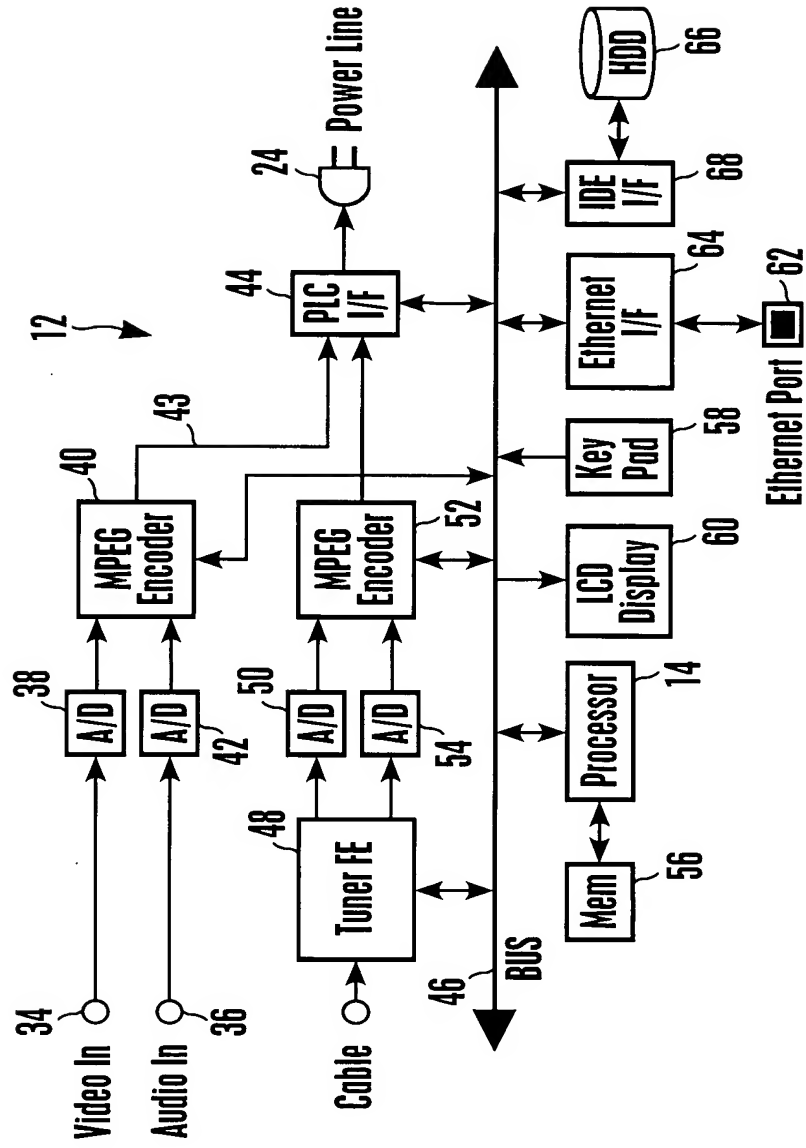 12
34
Video In
38
A/D
40
MPEG
Encoder
43
44
PLC
I/F
24
Power Line
36
Audio In
A/D
42
Cable
48
Tuner FE
50
A/D
A/D
54
MPEG
Encoder
52
46
BUS
Mem
56
Processor
14
LCD
Display
60
Key
Pad
58
Ethernet
I/F
64
62
Ethernet Port
IDE
I/F
68
HDD
66